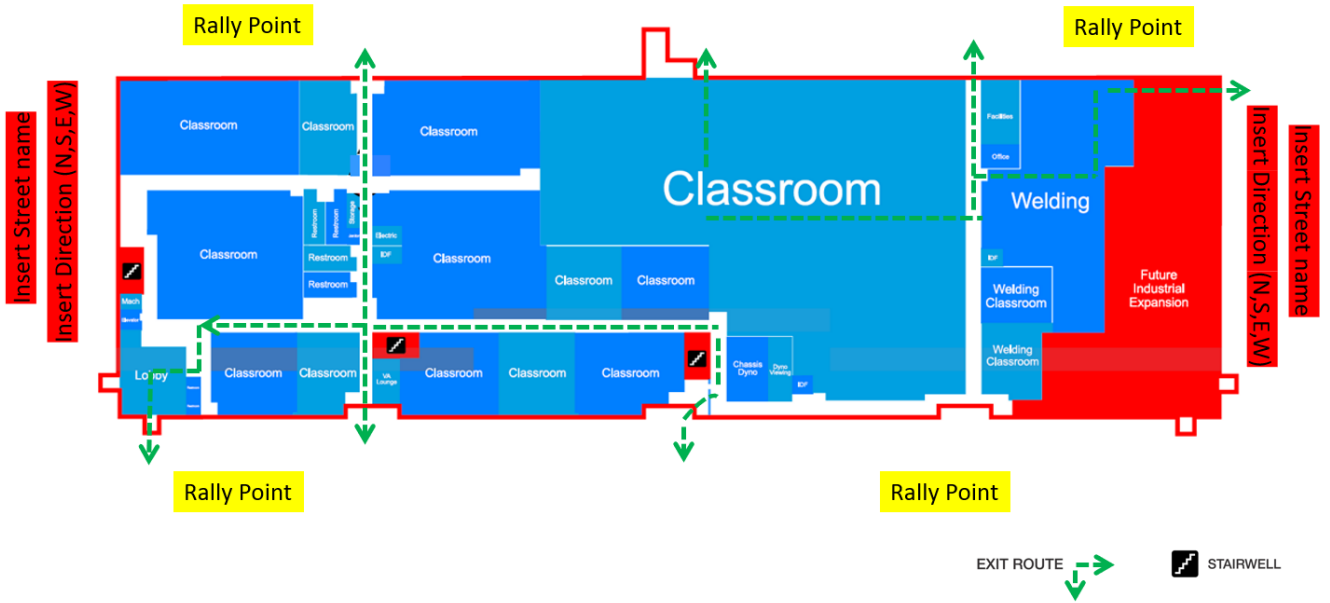 Rally Point
Rally Point
Insert Street name
Insert Direction (N,S,E,W)
Insert Direction (N,S,E,W)
Insert Street name
Classroom
Classroom
Classroom
Classroom
Facilities
Office
Welding
Restroom
Restroom
Storage
Electric
IDF
Classroom
Restroom
Restroom
Classroom
Classroom
Classroom
IDF
Welding
Classroom
Future
Industrial
Expansion
Mach
Elevator
Lobby
Classroom
Classroom
VA
Lounge
Classroom
Classroom
Classroom
Chassis
Dyno
Dyno
Viewing
IDF
Welding
Classroom
Rally Point
Rally Point
EXIT ROUTE
STAIRWELL